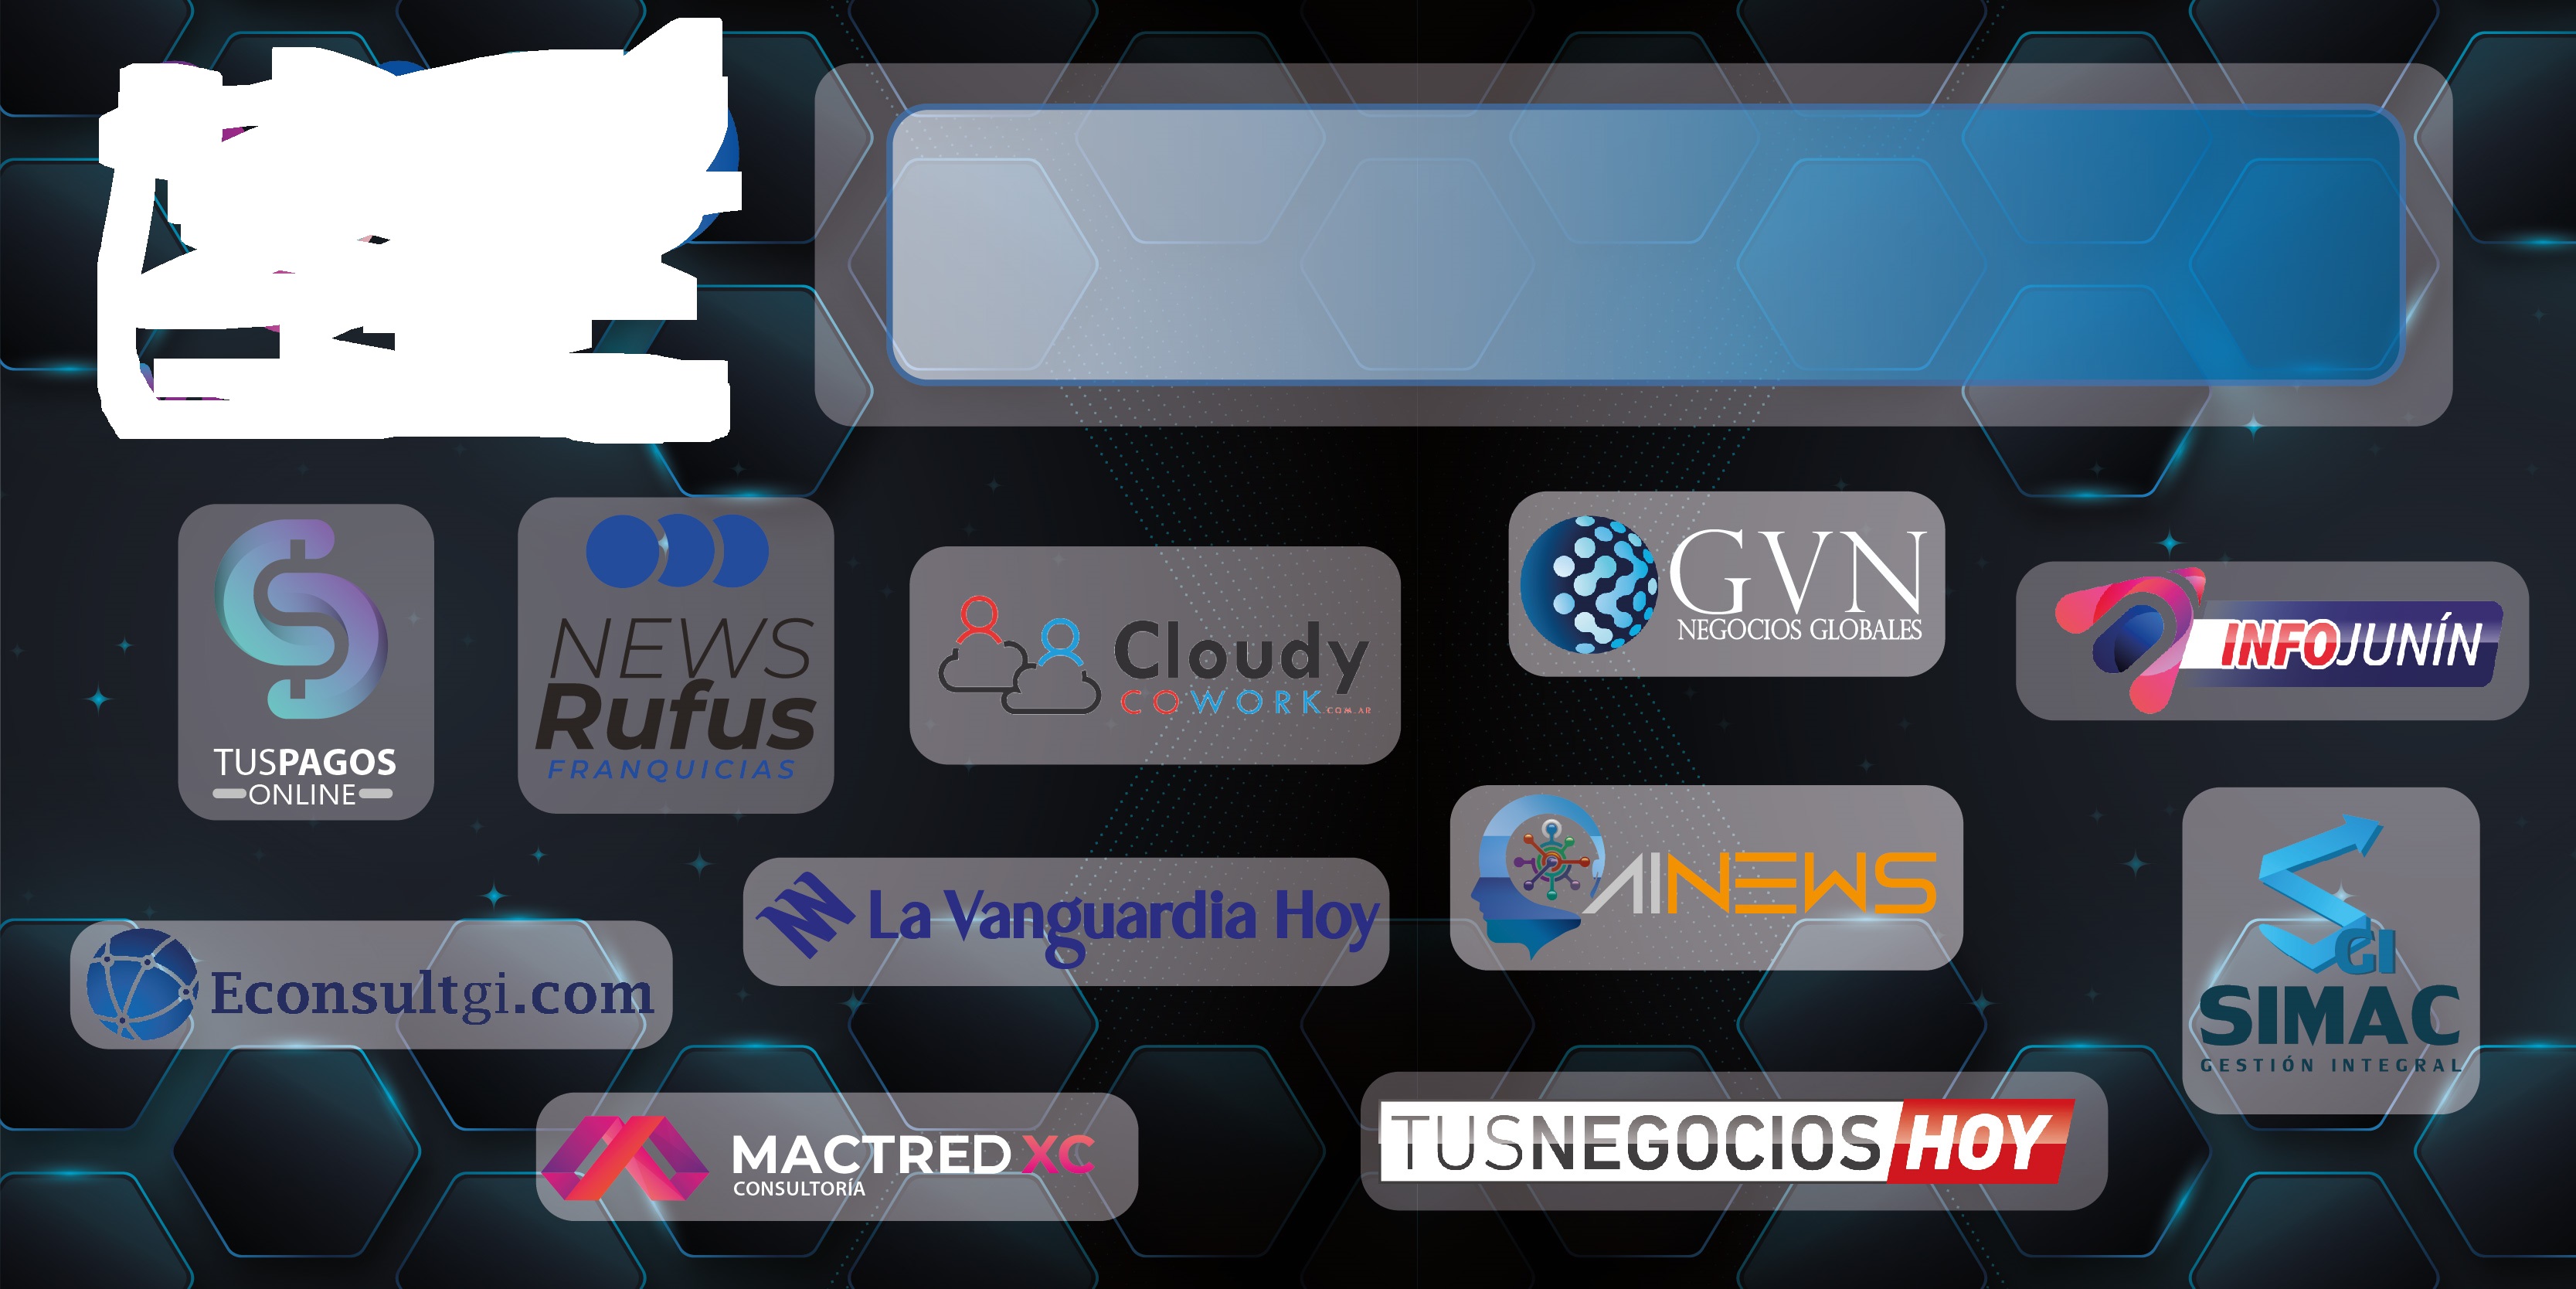 TUSPAGOS
ONLINE
NEWS
Rufus
FRANQUICIAS
Cloudy
COWORK.COM.AR
GVN
NEGOCIOS GLOBALES
INFOJUNÍN
Econsultgi.com
La Vanguardia Hoy
AINEWS
GI
SIMAC
GESTIÓN INTEGRAL
MACTRED XC
CONSULTORÍA
TUSNEGOCIOS HOY